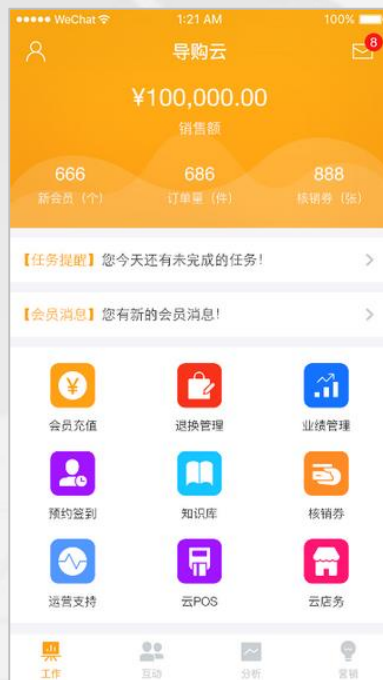 WeChat 1:21 AM 100%
导购云
8
¥100,000.00
销售额
666 686 888
新会员（个） 订单量（件） 核销券（张）
【任务提醒】您今天还有未完成的任务！
【会员消息】您有新的会员消息！
会员充值 退换管理 业绩管理
预约签到 知识库 核销券
运营支持 云POS 云店务
工作 互动 分析 营销